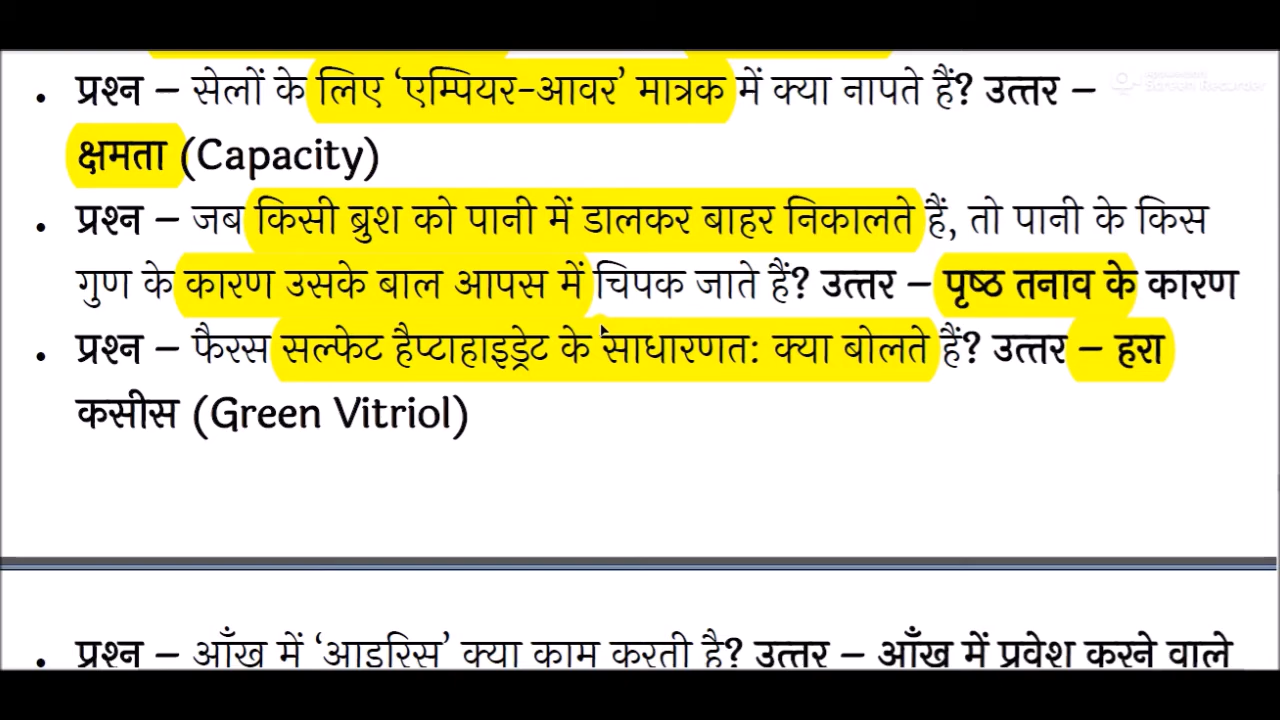 प्रश्न – सेलों के लिए ‘एम्पियर-आवर’ मात्रक में क्या नापते हैं? उत्तर –
क्षमता (Capacity)
प्रश्न – जब किसी ब्रुश को पानी में डालकर बाहर निकालते हैं, तो पानी के किस
गुण के कारण उसके बाल आपस में चिपक जाते हैं? उत्तर – पृष्ठ तनाव के कारण
प्रश्न – फैरस सल्फेट हैप्टाहाइड्रेट के साधारणत: क्या बोलते हैं? उत्तर – हरा
कसीस (Green Vitriol)
प्रश्न – आँख में ‘आइरिस’ क्या काम करती है? उत्तर – आँख में प्रवेश करने वाले